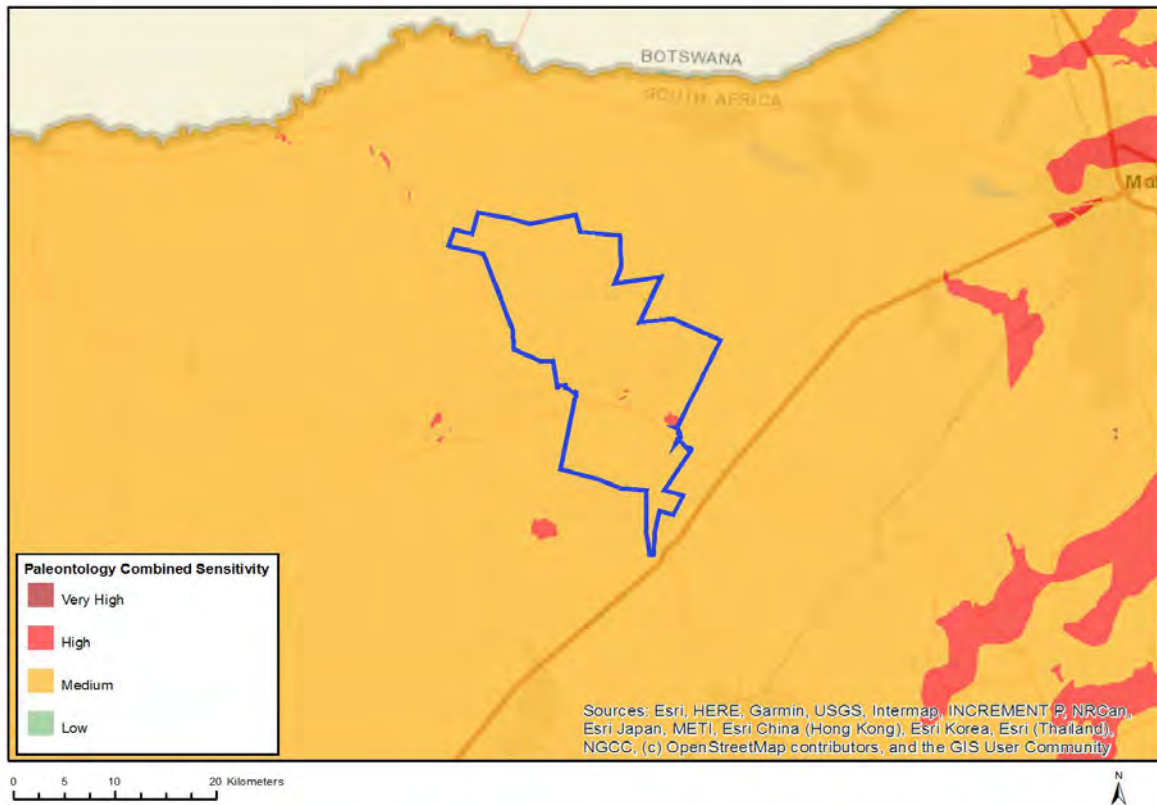 BOTSWANA
SOUTH AFRICA
Paleontology Combined Sensitivity
Very High
High
Medium
Low
Sources: Esri, HERE, Garmin, USGS, Intermap, INCREMENT P, NRCan,
Esri Japan, METI, Esri China (Hong Kong), Esri Korea, Esri (Thailand),
NGCC, (c) OpenStreetMap contributors, and the GIS User Community
0 5 10 20 Kilometers
N